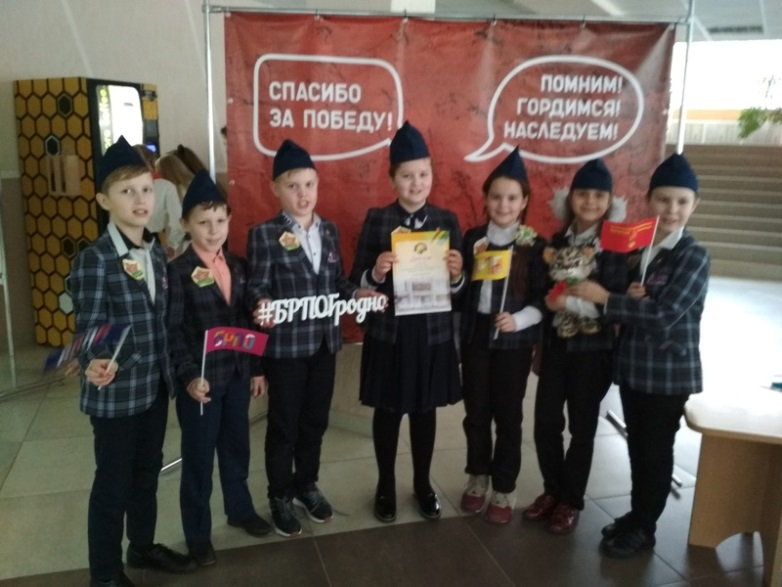 СПАСИБО
ЗА ПОБЕДУ!
ПОМНИМ!
ГОРДИМСЯ!
НАСЛЕДУЕМ!
#БРПОГродно
БРПО